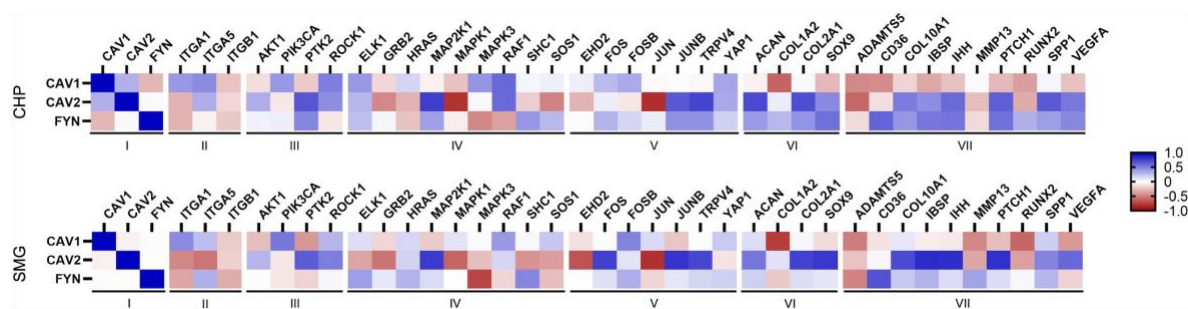 CAV1 CAV2 FYN ITGA1 ITGA5 ITGB1 AKT1 PIK3CA PTK2 ROCK1 ELK1 GRB2 HRAS MAP2K1 MAPK1 MAPK3 RAF1 SHC1 SOS1 EHD2 FOS FOSB JUN JUNB TRPV4 YAP1 ACAN COL1A2 COL2A1 SOX9 ADAMTS5 CD36 COL10A1 IBSP IHH MMP13 PTCH1 RUNX2 SPP1 VEGFA
CHP
CAV1
CAV2
FYN
I II III IV V VI VII
1.0
0.5
0
-0.5
-1.0
CAV1 CAV2 FYN ITGA1 ITGA5 ITGB1 AKT1 PIK3CA PTK2 ROCK1 ELK1 GRB2 HRAS MAP2K1 MAPK1 MAPK3 RAF1 SHC1 SOS1 EHD2 FOS FOSB JUN JUNB TRPV4 YAP1 ACAN COL1A2 COL2A1 SOX9 ADAMTS5 CD36 COL10A1 IBSP IHH MMP13 PTCH1 RUNX2 SPP1 VEGFA
SMG
CAV1
CAV2
FYN
I II III IV V VI VII